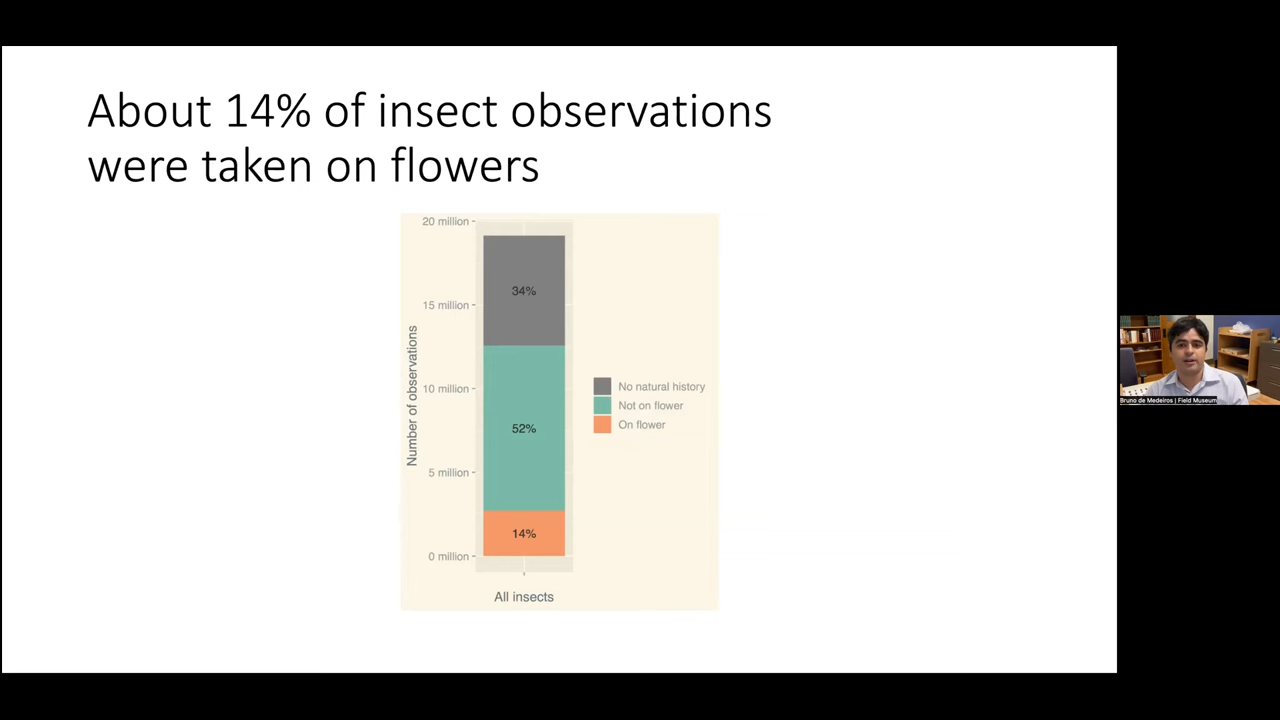 About 14% of insect observations
were taken on flowers
20 million
15 million
10 million
5 million
0 million
Number of observations
34%
52%
14%
All insects
No natural history
Not on flower
On flower
Bruno de Medeiros | Field Museum